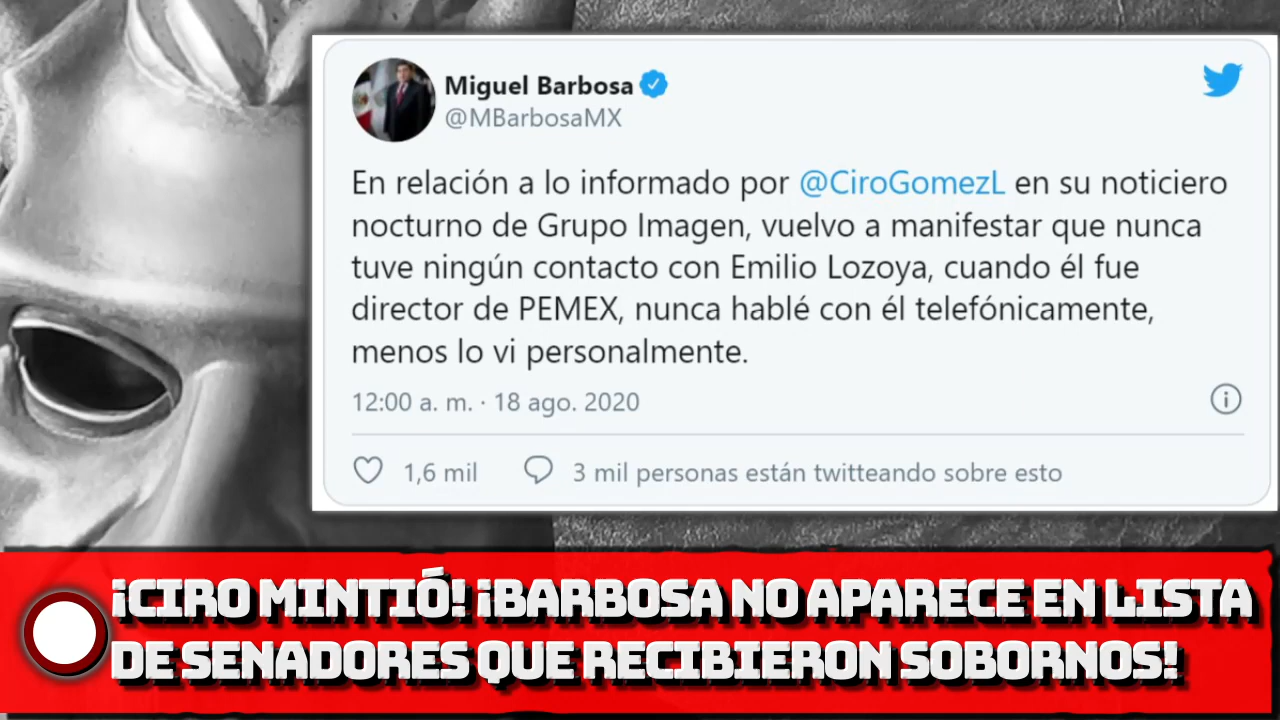 Miguel Barbosa
@MBarbosaMX
En relación a lo informado por @CiroGomezL en su noticiero
nocturno de Grupo Imagen, vuelvo a manifestar que nunca
tuve ningún contacto con Emilio Lozoya, cuando él fue
director de PEMEX, nunca hablé con él telefónicamente,
menos lo vi personalmente.
12:00 a. m. · 18 ago. 2020
1,6 mil 3 mil personas están twitteando sobre esto
¡CIRO MINTIÓ! ¡BARBOSA NO APARECE EN LISTA
DE SENADORES QUE RECIBIERON SOBORNOS!